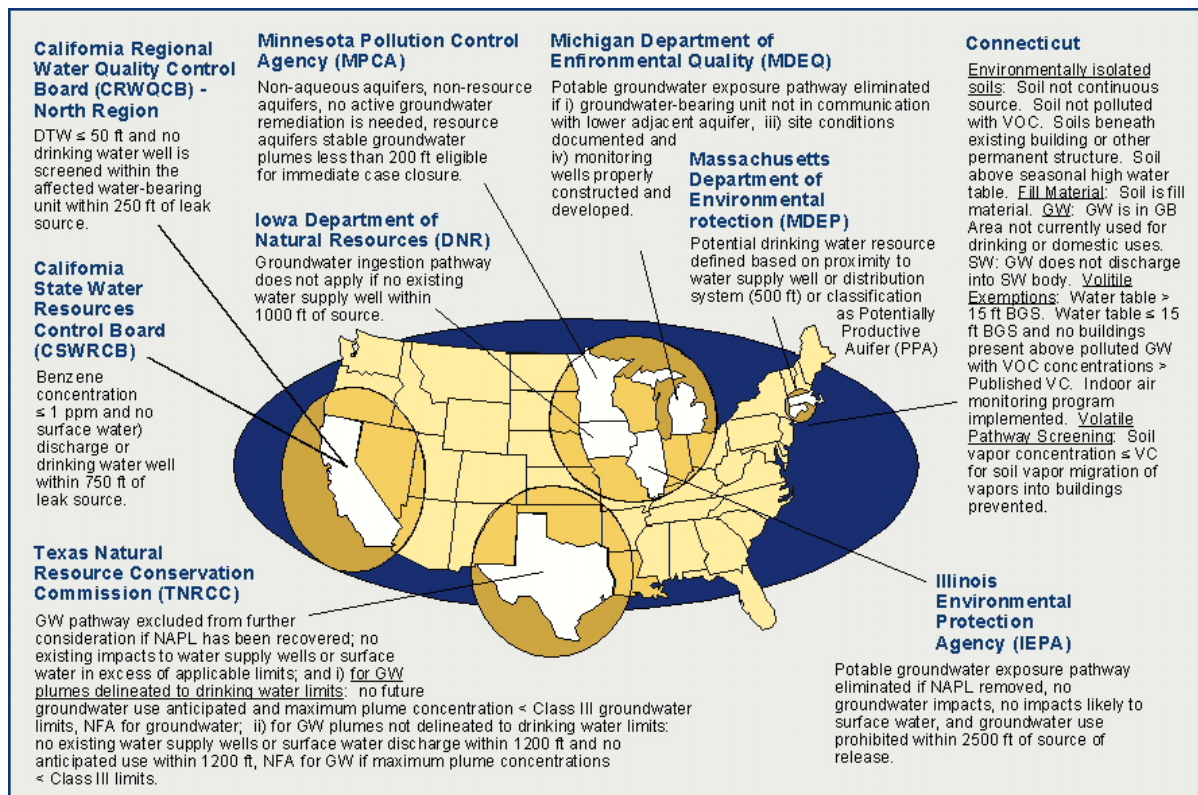 California Regional
Water Quality Control
Board (CRWQCB) -
North Region
DTW ≤ 50 ft and no
drinking water well is
screened within the
affected water-bearing
unit within 250 ft of leak
source.
California
State Water
Resources
Control Board
(CSWRCB)
Benzene
concentration
≤ 1 ppm and no
surface water)
discharge or
drinking water well
within 750 ft of
leak source.
Minnesota Pollution Control
Agency (MPCA)
Non-aqueous aquifers, non-resource
aquifers, no active groundwater
remediation is needed, resource
aquifers stable groundwater
plumes less than 200 ft eligible
for immediate case closure.
Iowa Department of
Natural Resources (DNR)
Groundwater ingestion pathway
does not apply if no existing
water supply well within
1000 ft of source.
Michigan Department of
Enfironmental Quality (MDEQ)
Potable groundwater exposure pathway eliminated
if i) groundwater-bearing unit not in communication
with lower adjacent aquifer, iii) site conditions
documented and
iv) monitoring
wells properly
constructed and
developed.
Massachusetts
Department of
Environmental
rotection (MDEP)
Potential drinking water resource
defined based on proximity to
water supply well or distribution
system (500 ft) or classification
as Potentially
Productive
Auifer (PPA)
Connecticut
Environmentally isolated
soils: Soil not continuous
source. Soil not polluted
with VOC. Soils beneath
existing building or other
permanent structure. Soil
above seasonal high water
table. Fill Material: Soil is fill
material. GW: GW is in GB
Area not currently used for
drinking or domestic uses.
SW: GW does not discharge
into SW body. Volitile
Exemptions: Water table >
15 ft BGS. Water table ≤ 15
ft BGS and no buildings
present above polluted GW
with VOC concentrations >
Published VC. Indoor air
monitoring program
implemented. Volatile
Pathway Screening: Soil
vapor concentration ≤ VC
for soil vapor migration of
vapors into buildings
prevented.
Texas Natural
Resource Conservation
Commission (TNRCC)
GW pathway excluded from further
consideration if NAPL has been recovered; no
existing impacts to water supply wells or surface
water in excess of applicable limits; and i) for GW
plumes delineated to drinking water limits: no future
groundwater use anticipated and maximum plume concentration < Class III groundwater
limits, NFA for groundwater; ii) for GW plumes not delineated to drinking water limits:
no existing water supply wells or surface water discharge within 1200 ft and no
anticipated use within 1200 ft, NFA for GW if maximum plume concentrations
< Class III limits.
Illinois
Environmental
Protection
Agency (IEPA)
Potable groundwater exposure pathway
eliminated if NAPL removed, no
groundwater impacts, no impacts likely to
surface water, and groundwater use
prohibited within 2500 ft of source of
release.